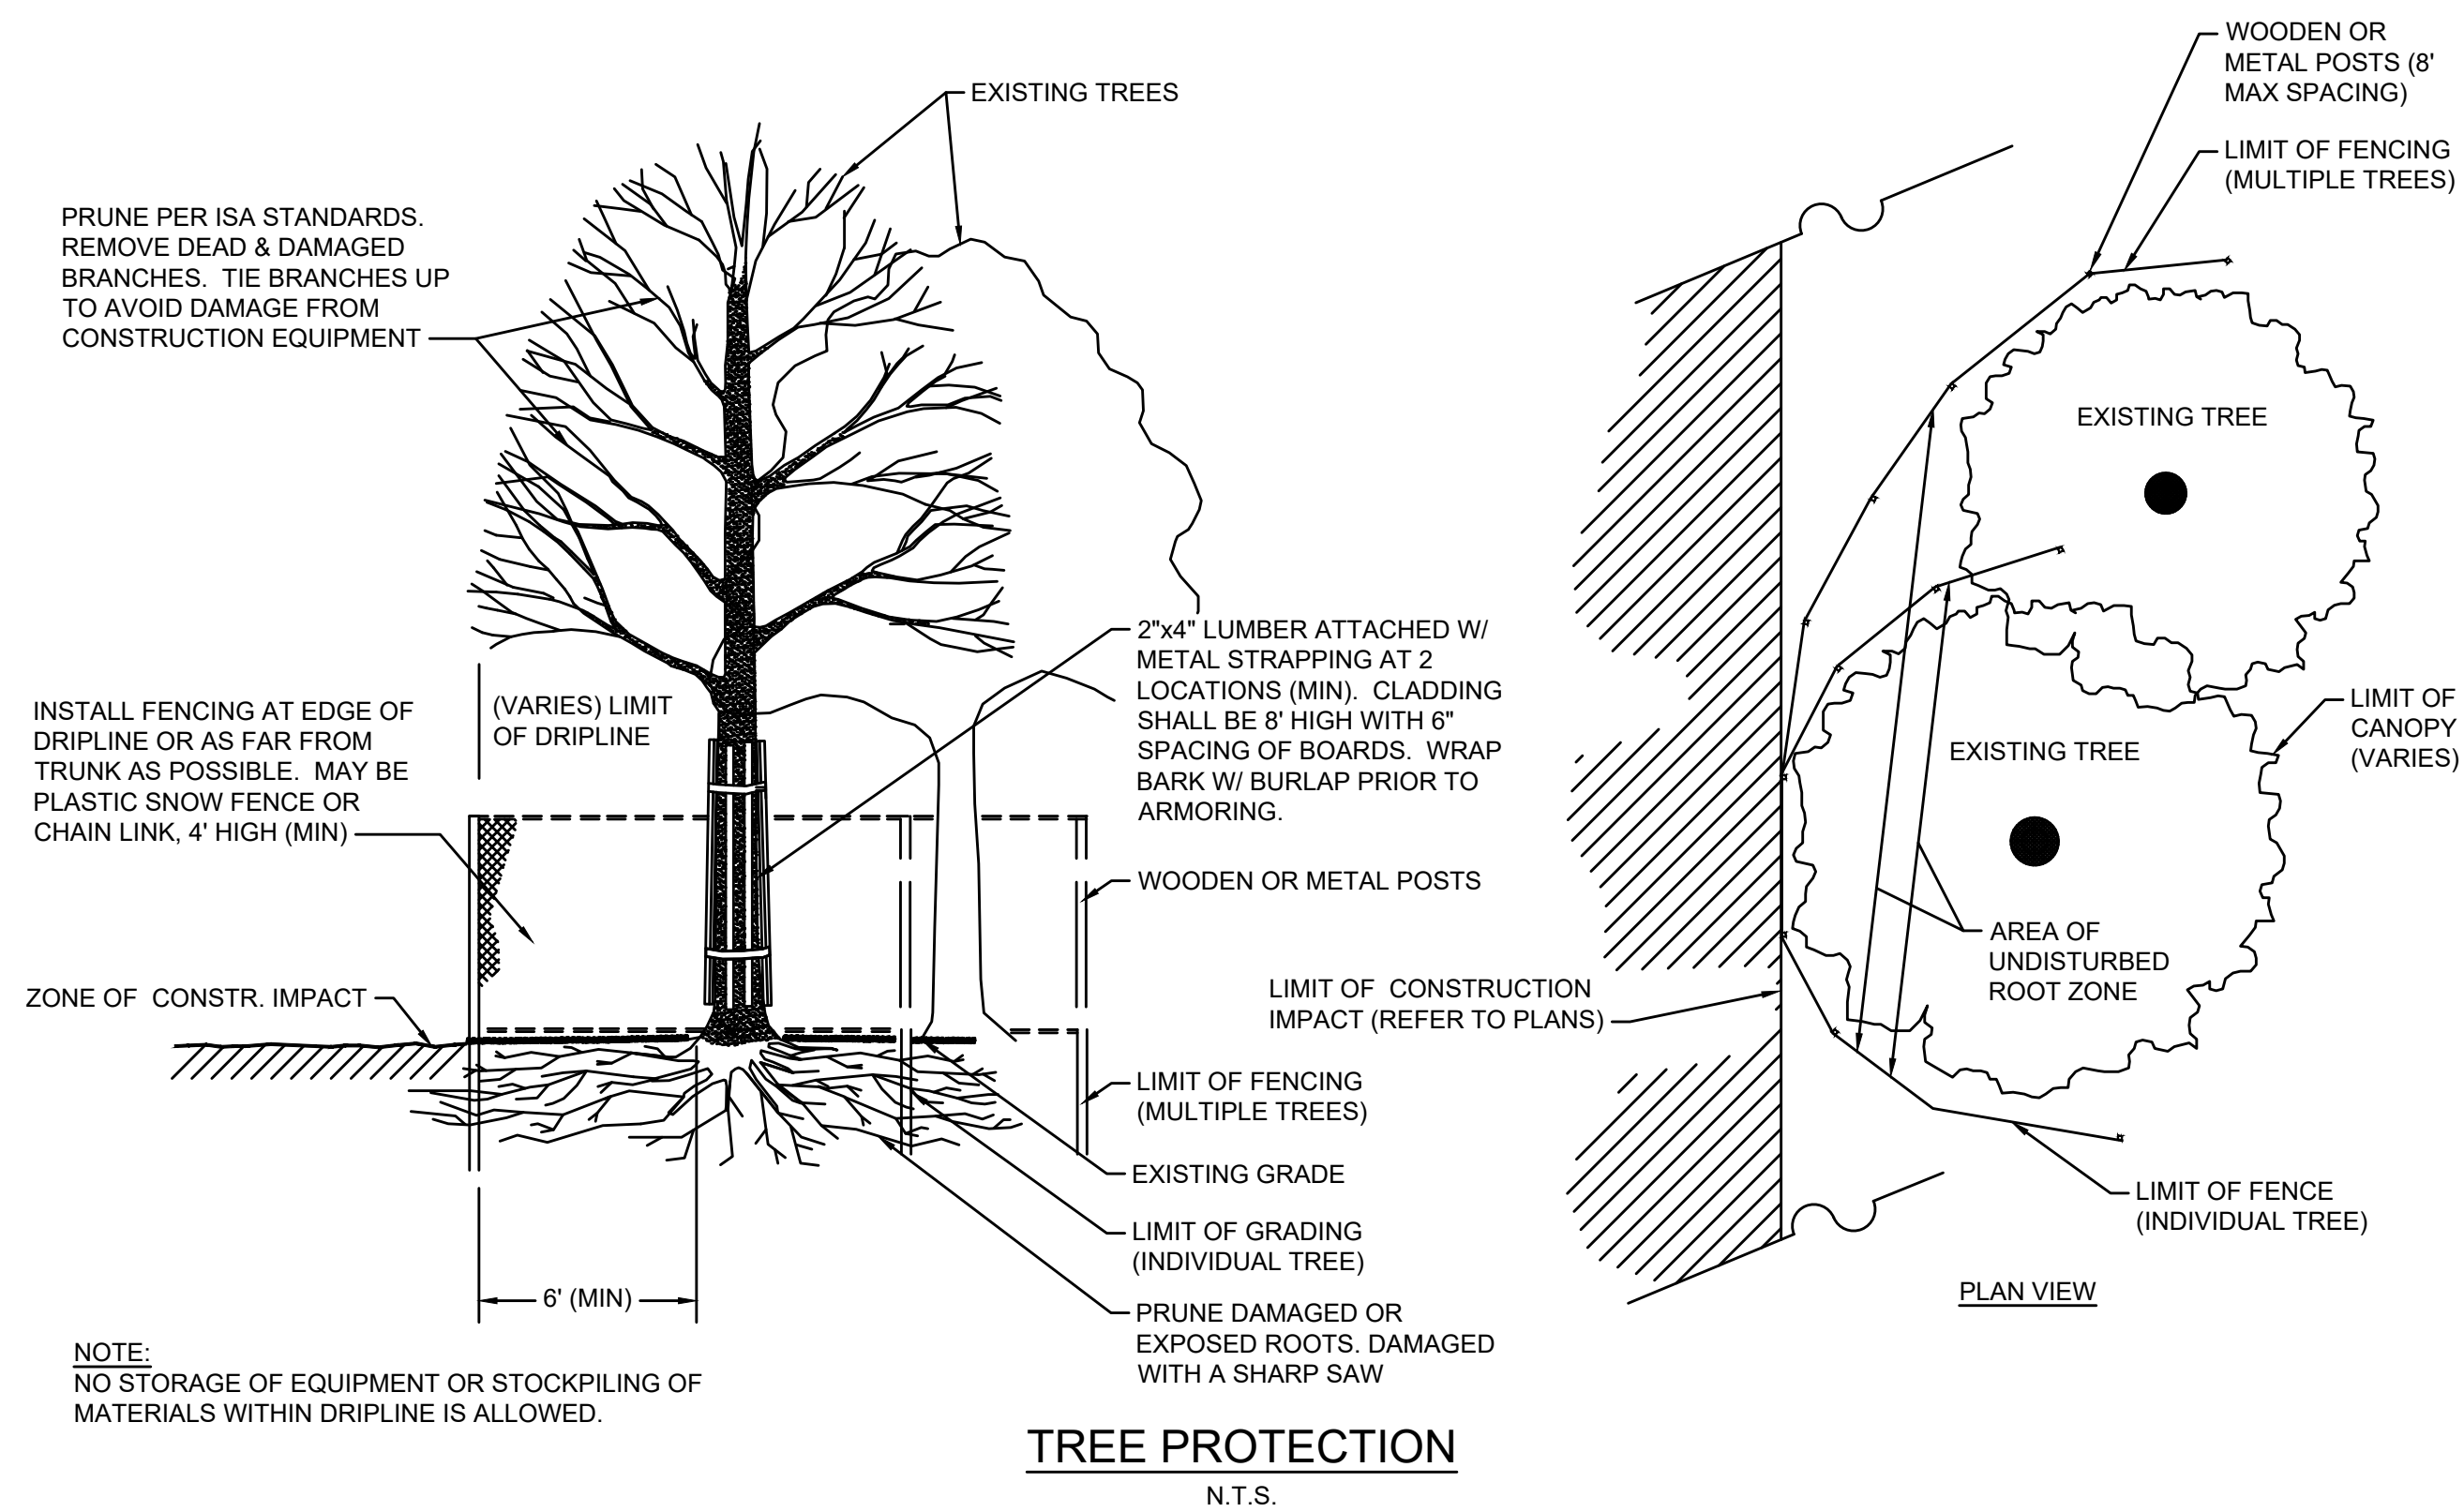 EXISTING TREES
PRUNE PER ISA STANDARDS.
REMOVE DEAD & DAMAGED
BRANCHES. TIE BRANCHES UP
TO AVOID DAMAGE FROM
CONSTRUCTION EQUIPMENT
(VARIES) LIMIT
OF DRIPLINE
INSTALL FENCING AT EDGE OF
DRIPLINE OR AS FAR FROM
TRUNK AS POSSIBLE. MAY BE
PLASTIC SNOW FENCE OR
CHAIN LINK, 4' HIGH (MIN)
ZONE OF CONSTR. IMPACT
2"x4" LUMBER ATTACHED W/
METAL STRAPPING AT 2
LOCATIONS (MIN). CLADDING
SHALL BE 8' HIGH WITH 6"
SPACING OF BOARDS. WRAP
BARK W/ BURLAP PRIOR TO
ARMORING.
WOODEN OR METAL POSTS
LIMIT OF FENCING
(MULTIPLE TREES)
EXISTING GRADE
LIMIT OF GRADING
(INDIVIDUAL TREE)
PRUNE DAMAGED OR
EXPOSED ROOTS. DAMAGED
WITH A SHARP SAW
6' (MIN)
NOTE:
NO STORAGE OF EQUIPMENT OR STOCKPILING OF
MATERIALS WITHIN DRIPLINE IS ALLOWED.
WOODEN OR
METAL POSTS (8'
MAX SPACING)
LIMIT OF FENCING
(MULTIPLE TREES)
EXISTING TREE
LIMIT OF
CANOPY
(VARIES)
EXISTING TREE
AREA OF
UNDISTURBED
ROOT ZONE
LIMIT OF CONSTRUCTION
IMPACT (REFER TO PLANS)
LIMIT OF FENCE
(INDIVIDUAL TREE)
PLAN VIEW
TREE PROTECTION
N.T.S.